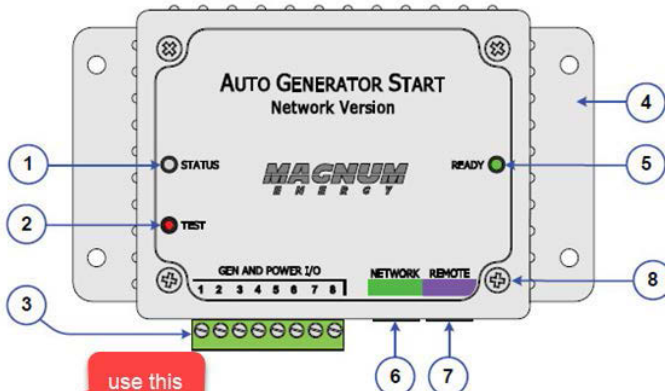 AUTO GENERATOR START
Network Version
1
STATUS
MAGNUM
ENERGY
READY
4
5
2
TEST
GEN AND POWER I/O
1 2 3 4 5 6 7 8
NETWORK REMOTE
8
3
use this
6
7